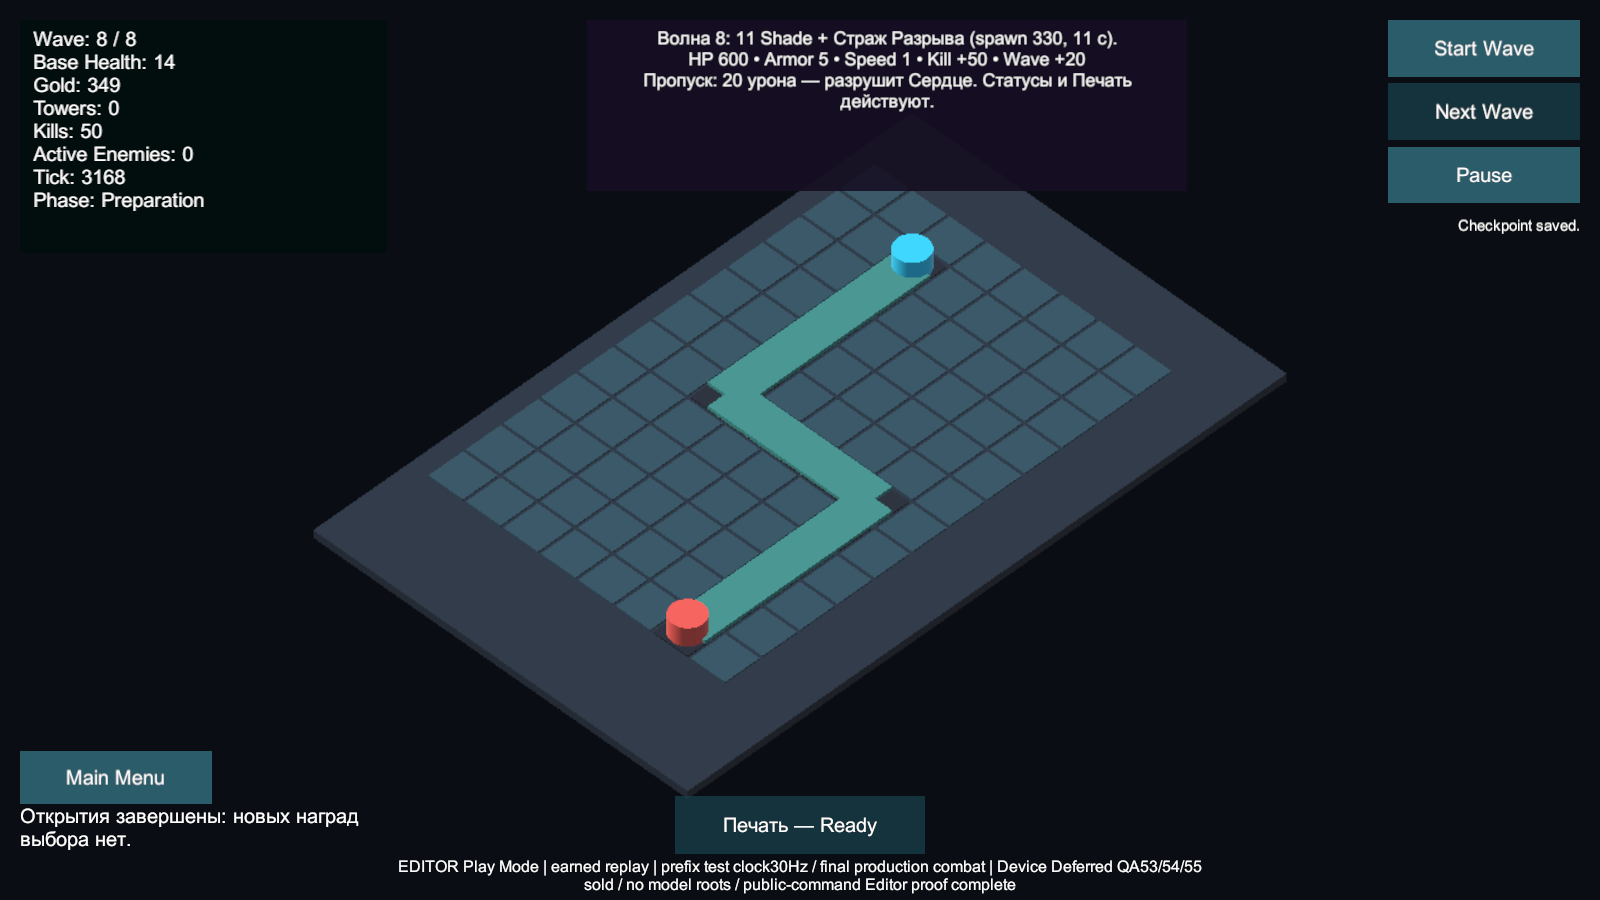 Wave: 8 / 8
Base Health: 14
Gold: 349
Towers: 0
Kills: 50
Active Enemies: 0
Tick: 3168
Phase: Preparation
Волна 8: 11 Shade + Страж Разрыва (spawn 330, 11 с).
HP 600 • Armor 5 • Speed 1 • Kill +50 • Wave +20
Пропуск: 20 урона — разрушит Сердце. Статусы и Печать
действуют.
Start Wave
Next Wave
Pause
Checkpoint saved.
Main Menu
Открытия завершены: новых наград
выбора нет.
Печать — Ready
EDITOR Play Mode | earned replay | prefix test clock30Hz / final production combat | Device Deferred QA53/54/55
sold / no model roots / public-command Editor proof complete